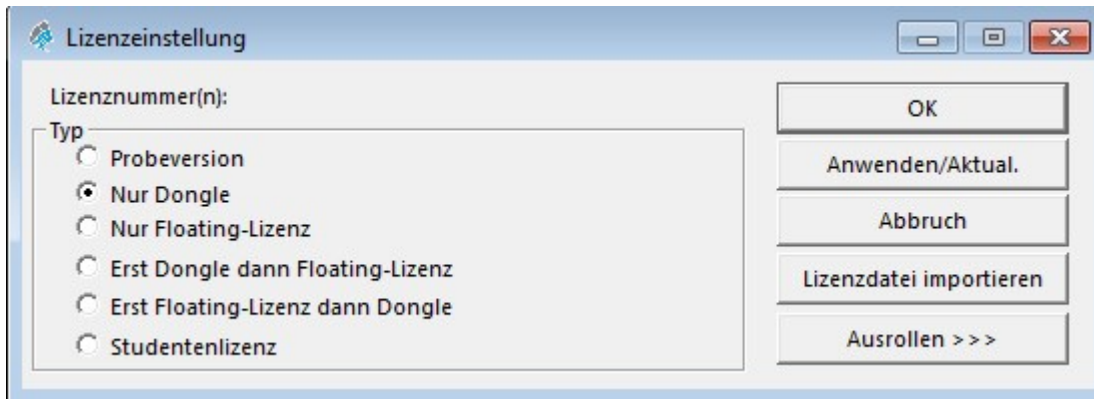 Lizenzeinstellung
Lizenznummer(n):
Typ
Probeversion
Nur Dongle
Nur Floating-Lizenz
Erst Dongle dann Floating-Lizenz
Erst Floating-Lizenz dann Dongle
Studentenlizenz
OK
Anwenden/Aktual.
Abbruch
Lizenzdatei importieren
Ausrollen >>>